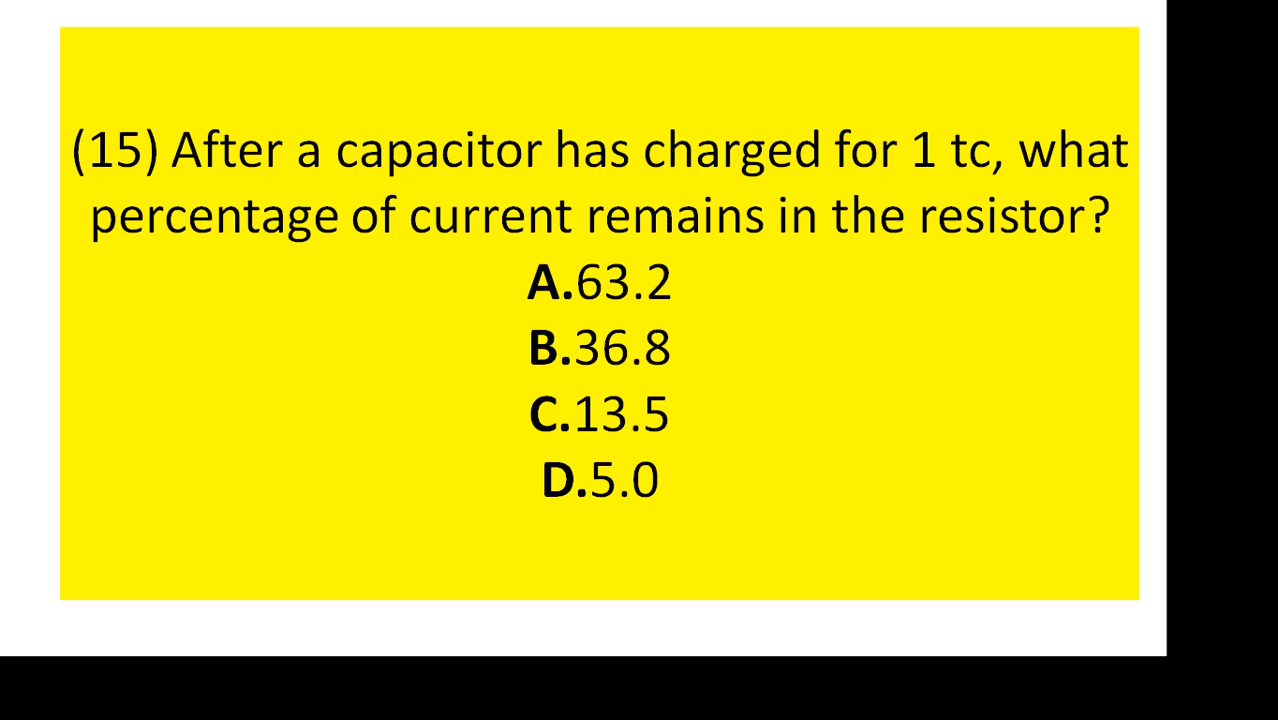 (15) After a capacitor has charged for 1 tc, what
percentage of current remains in the resistor?
A.63.2
B.36.8
C.13.5
D.5.0